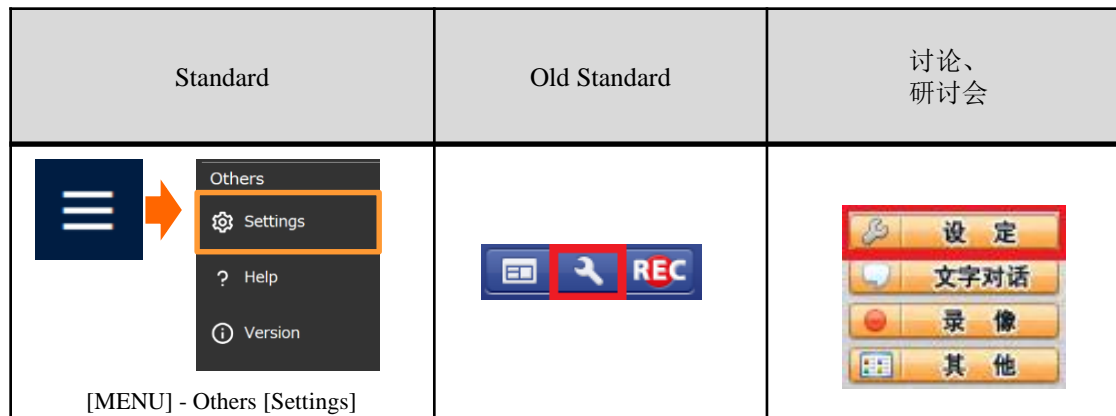 Standard
Old Standard
讨论、
研讨会
Others
Settings
? Help
Version
[MENU] - Others [Settings]
REC
设 定
文字对话
录 像
其 他